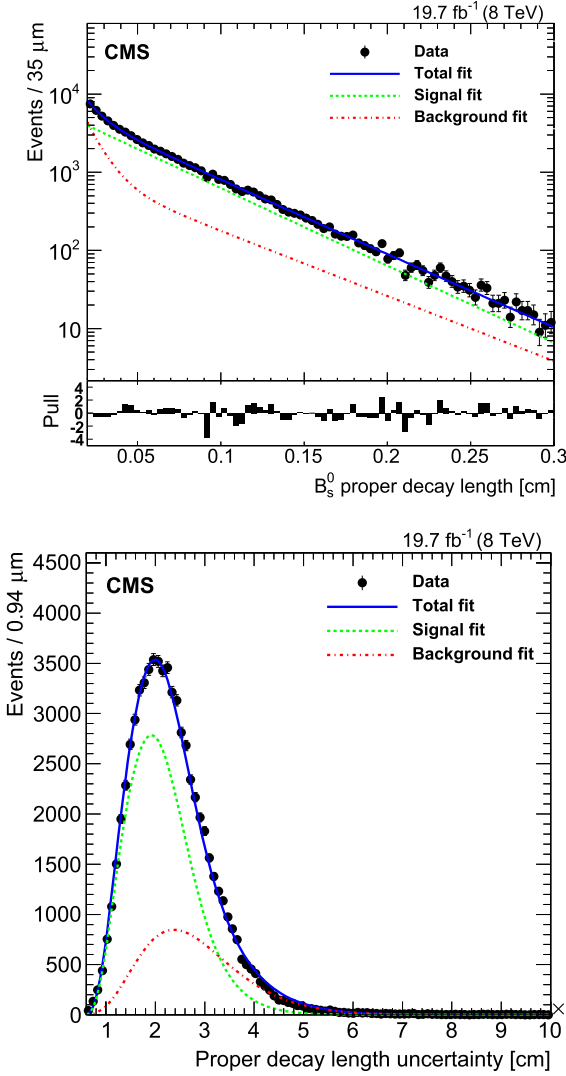 19.7 fb⁻¹ (8 TeV)
CMS
Data
Total fit
Signal fit
Background fit
Events / 35 μm
10⁴
10³
10²
10
Pull
4
2
0
-2
-4
0.05 0.1 0.15 0.2 0.25 0.3
B⁰ₛ proper decay length [cm]
19.7 fb⁻¹ (8 TeV)
CMS
Data
Total fit
Signal fit
Background fit
Events / 0.94 μm
4500
4000
3500
3000
2500
2000
1500
1000
500
0
1 2 3 4 5 6 7 8 9 10
×
Proper decay length uncertainty [cm]